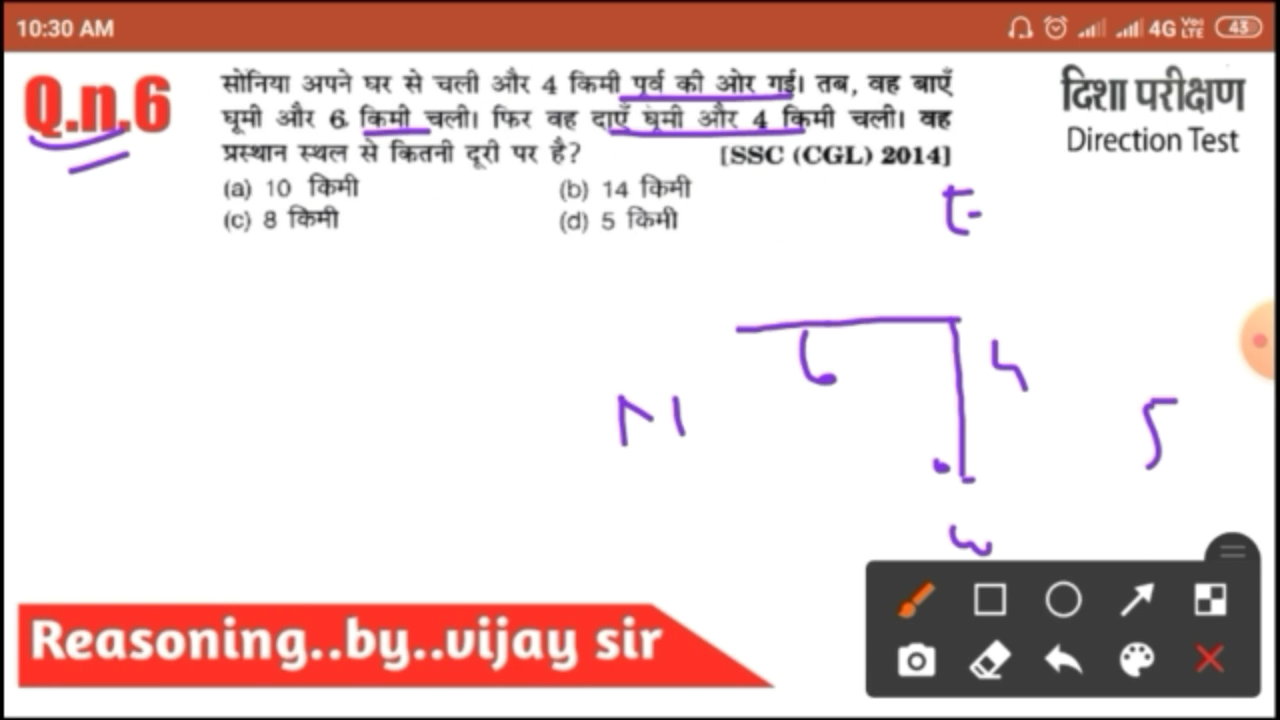 10:30 AM
4G VoLTE 43
Q.n.6
सोनिया अपने घर से चली और 4 किमी पूर्व की ओर गई। तब, वह बाएँ
घूमी और 6 किमी चली। फिर वह दाएँ घूमी और 4 किमी चली। वह
प्रस्थान स्थल से कितनी दूरी पर है? [SSC (CGL) 2014]
(a) 10 किमी (b) 14 किमी
(c) 8 किमी (d) 5 किमी
दिशा परीक्षण
Direction Test
E
6
4
N
S
W
Reasoning..by..vijay sir